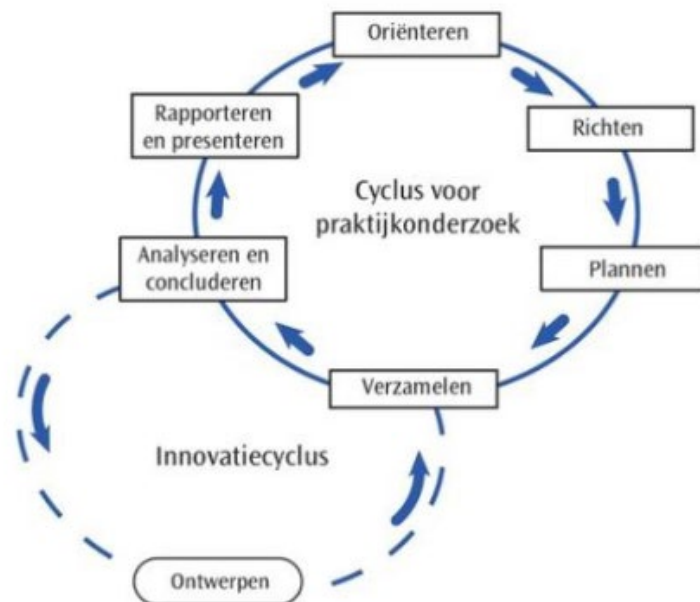 Oriënteren
Rapporteren
en presenteren
Richten
Cyclus voor
praktijkonderzoek
Analyseren en
concluderen
Plannen
Verzamelen
Innovatiecyclus
Ontwerpen